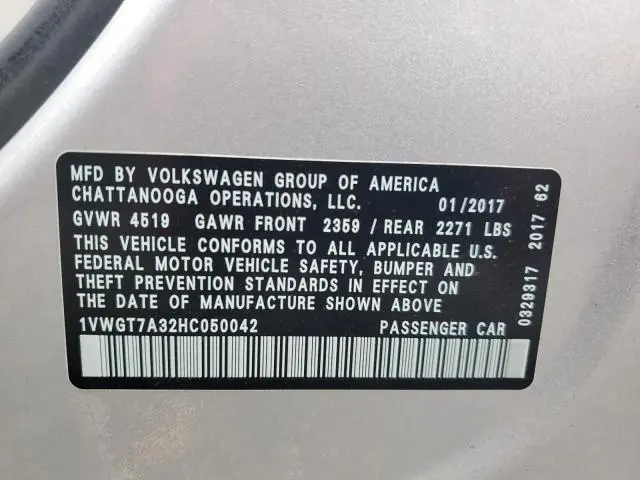 MFD BY VOLKSWAGEN GROUP OF AMERICA
CHATTANOOGA OPERATIONS, LLC. 01/2017
GVWR 4519 GAWR FRONT 2359 / REAR 2271 LBS
THIS VEHICLE CONFORMS TO ALL APPLICABLE U.S.
FEDERAL MOTOR VEHICLE SAFETY, BUMPER AND
THEFT PREVENTION STANDARDS IN EFFECT ON
THE DATE OF MANUFACTURE SHOWN ABOVE
1VWGT7A32HC050042 PASSENGER CAR
0329317 2017 62